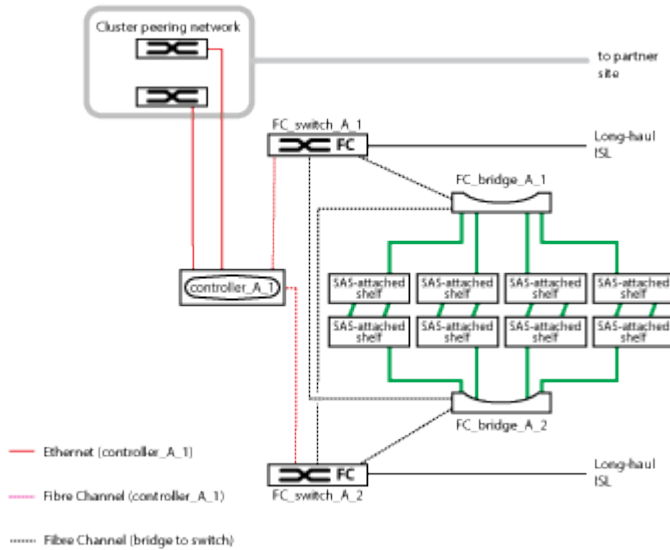 Cluster peering network
to partner
site
FC_switch_A_1
FC
Long-haul
ISL
FC_bridge_A_1
controller_A_1
SAS-attached
shelf
SAS-attached
shelf
SAS-attached
shelf
SAS-attached
shelf
SAS-attached
shelf
SAS-attached
shelf
SAS-attached
shelf
SAS-attached
shelf
FC_bridge_A_2
Ethernet (controller_A_1)
FC
Long-haul
ISL
FC_switch_A_2
Fibre Channel (controller_A_1)
Fibre Channel (bridge to switch)